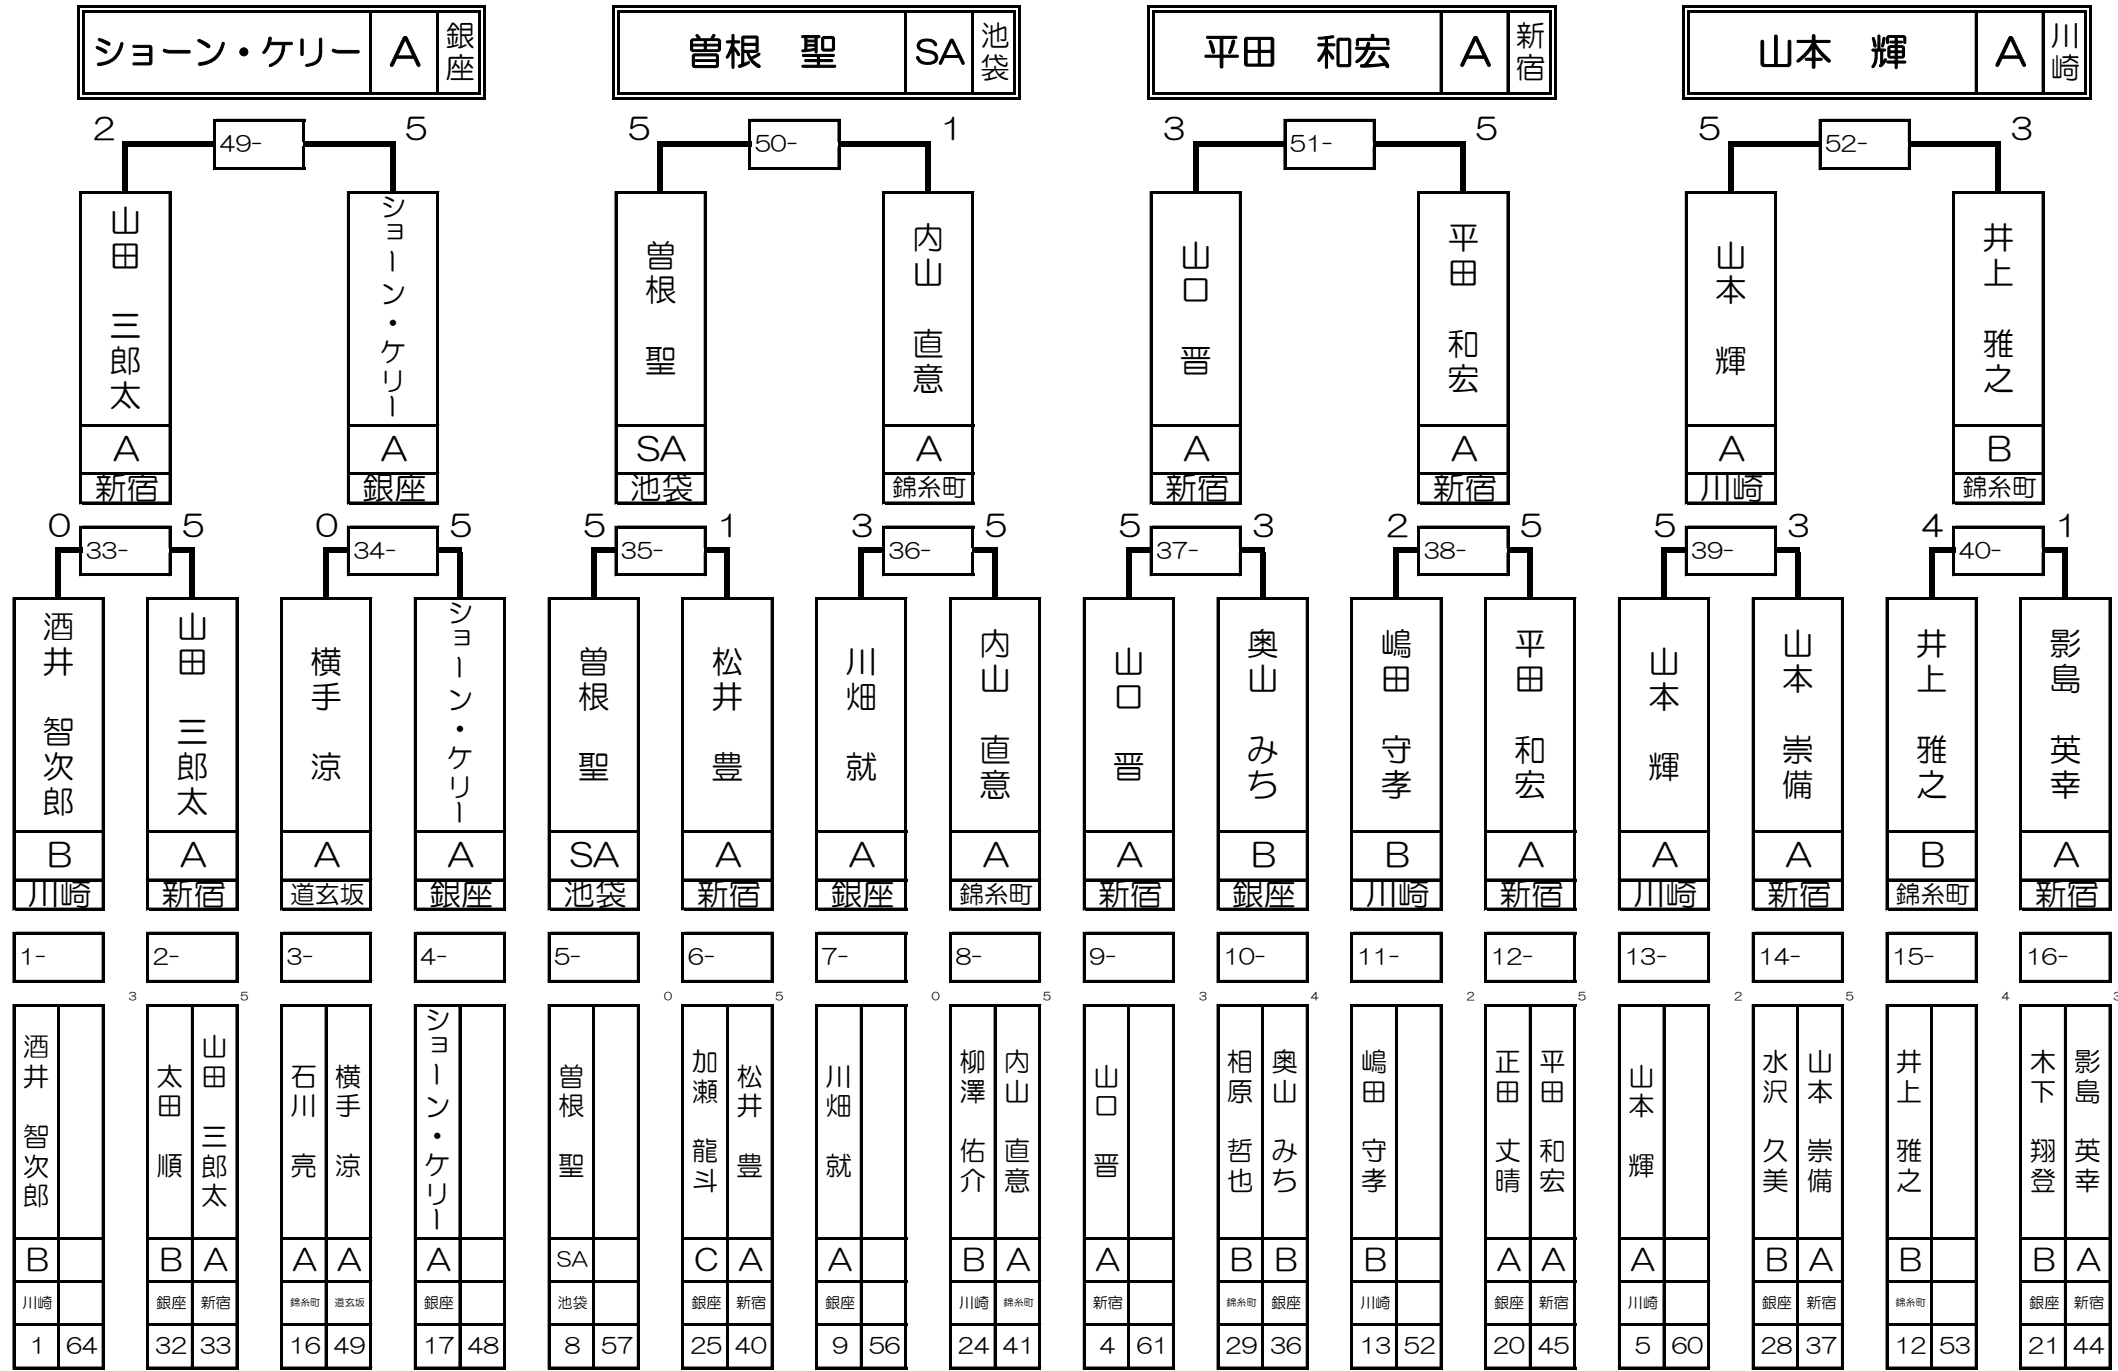 ショーン・ケリー A 銀座
曽根 聖 SA 池袋
平田 和宏 A 新宿
山本 輝 A 川崎
2 49- 5 5 50- 1 3 51- 5 5 52- 3
山田 三郎太 A 新宿
ショーン・ケリー A 銀座
曽根 聖 SA 池袋
内山 直意 A 錦糸町
山口 晋 A 新宿
平田 和宏 A 新宿
山本 輝 A 川崎
井上 雅之 B 錦糸町
0 33- 5 0 34- 5 5 35- 1 3 36- 5 5 37- 3 2 38- 5 5 39- 3 4 40- 1
酒井 智次郎 B 川崎
山田 三郎太 A 新宿
横手 涼 A 道玄坂
ショーン・ケリー A 銀座
曽根 聖 SA 池袋
松井 豊 A 新宿
川畑 就 A 銀座
内山 直意 A 錦糸町
山口 晋 A 新宿
奥山 みち B 銀座
嶋田 守孝 B 川崎
平田 和宏 A 新宿
山本 輝 A 川崎
山本 崇備 A 新宿
井上 雅之 B 錦糸町
影島 英幸 A 新宿
1- 2- 3- 4- 5- 6- 7- 8- 9- 10- 11- 12- 13- 14- 15- 16-
3 5 0 5 0 5 3 4 2 5 2 5 4 3
酒井 智次郎 B 川崎 1
64
太田 順 B 銀座 32
山田 三郎太 A 新宿 33
石川 亮 A 錦糸町 16
横手 涼 A 道玄坂 49
ショーン・ケリー A 銀座 17
48
曽根 聖 SA 池袋 8
57
加瀬 龍斗 C 銀座 25
松井 豊 A 新宿 40
川畑 就 A 銀座 9
56
柳澤 佑介 B 川崎 24
内山 直意 A 錦糸町 41
山口 晋 A 新宿 4
61
相原 哲也 B 錦糸町 29
奥山 みち B 銀座 36
嶋田 守孝 B 川崎 13
52
正田 丈晴 A 銀座 20
平田 和宏 A 新宿 45
山本 輝 A 川崎 5
60
水沢 久美 B 銀座 28
山本 崇備 A 新宿 37
井上 雅之 B 錦糸町 12
53
木下 翔登 B 銀座 21
影島 英幸 A 新宿 44